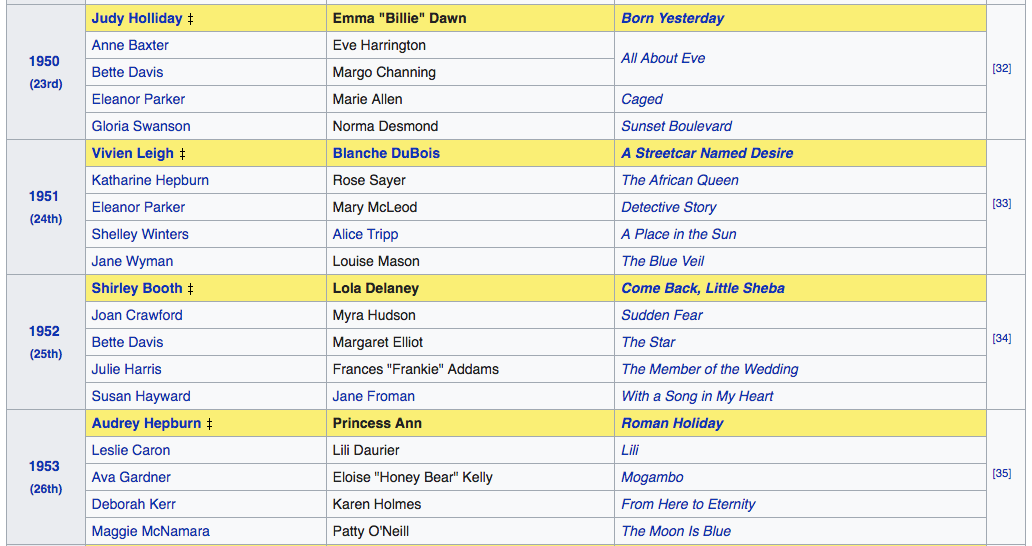 1950
(23rd)
Judy Holliday ‡ Emma "Billie" Dawn Born Yesterday
Anne Baxter Eve Harrington All About Eve
Bette Davis Margo Channing
Eleanor Parker Marie Allen Caged
Gloria Swanson Norma Desmond Sunset Boulevard
[32]
1951
(24th)
Vivien Leigh ‡ Blanche DuBois A Streetcar Named Desire
Katharine Hepburn Rose Sayer The African Queen
Eleanor Parker Mary McLeod Detective Story
Shelley Winters Alice Tripp A Place in the Sun
Jane Wyman Louise Mason The Blue Veil
[33]
1952
(25th)
Shirley Booth ‡ Lola Delaney Come Back, Little Sheba
Joan Crawford Myra Hudson Sudden Fear
Bette Davis Margaret Elliot The Star
Julie Harris Frances "Frankie" Addams The Member of the Wedding
Susan Hayward Jane Froman With a Song in My Heart
[34]
1953
(26th)
Audrey Hepburn ‡ Princess Ann Roman Holiday
Leslie Caron Lili Daurier Lili
Ava Gardner Eloise "Honey Bear" Kelly Mogambo
Deborah Kerr Karen Holmes From Here to Eternity
Maggie McNamara Patty O'Neill The Moon Is Blue
[35]